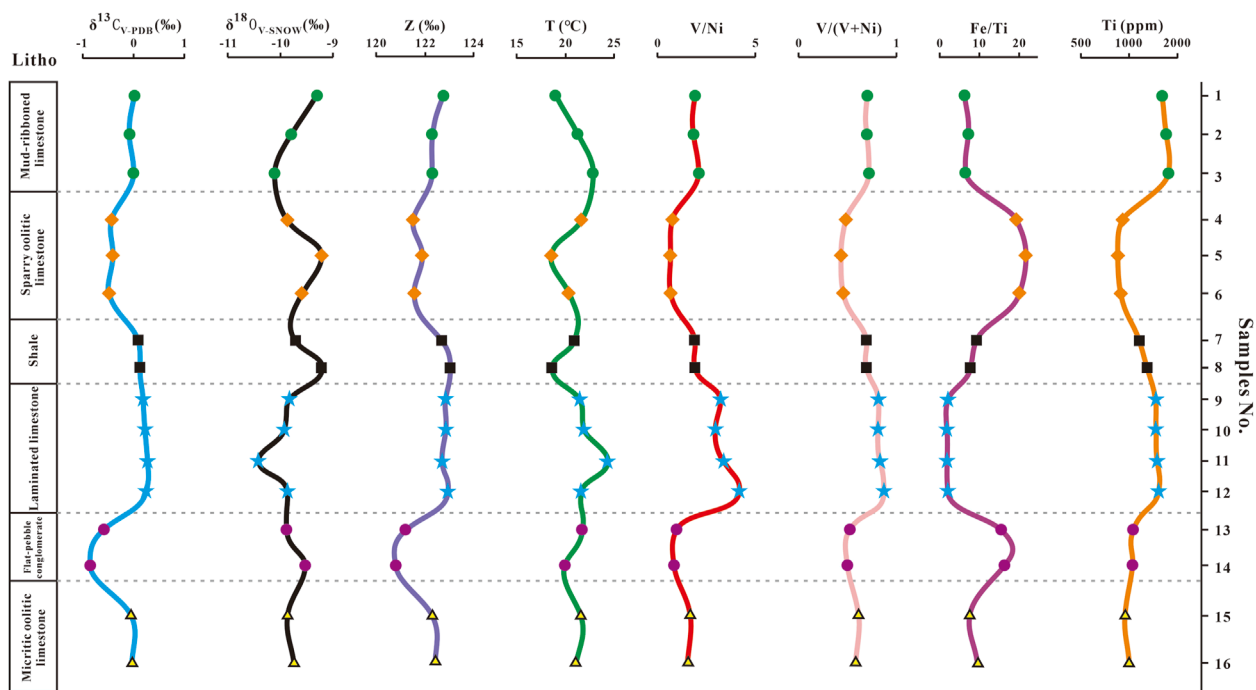 δ¹³C V-PDB (‰)
δ¹⁸O V-SNOW (‰)
Z (‰)
T (℃)
V/Ni
V/(V+Ni)
Fe/Ti
Ti (ppm)
-1 0 1
-11 -10 -9
120 122 124
15 20 25
0 5
0 1
0 10 20
500 1000 2000
Litho
Mud-ribboned
limestone
Sparry oolitic
limestone
Shale
Laminated limestone
Flat-pebble
conglomerate
Micritic oolitic
limestone
1
2
3
4
5
6
7
8
9
10
11
12
13
14
15
16
Samples No.